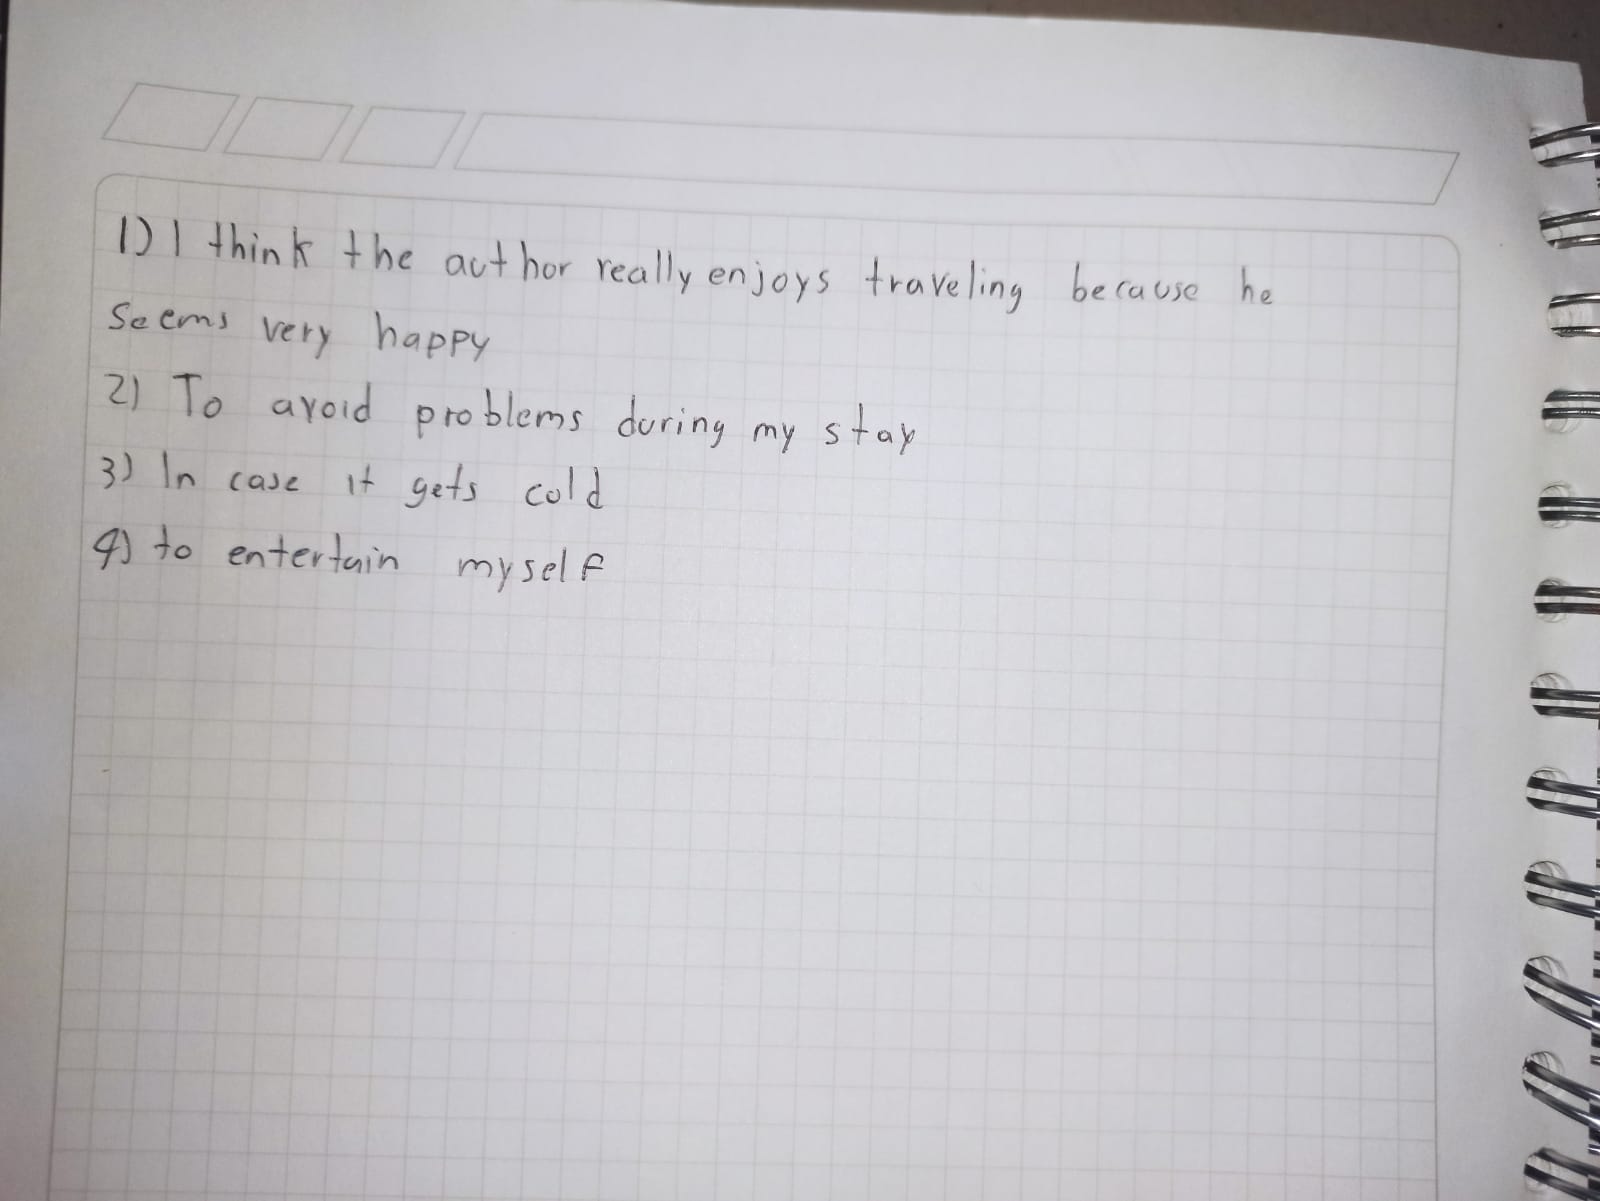 1) I think the author really enjoys traveling because he
seems very happy
2) To avoid problems during my stay
3) In case it gets cold
4) to entertain myself